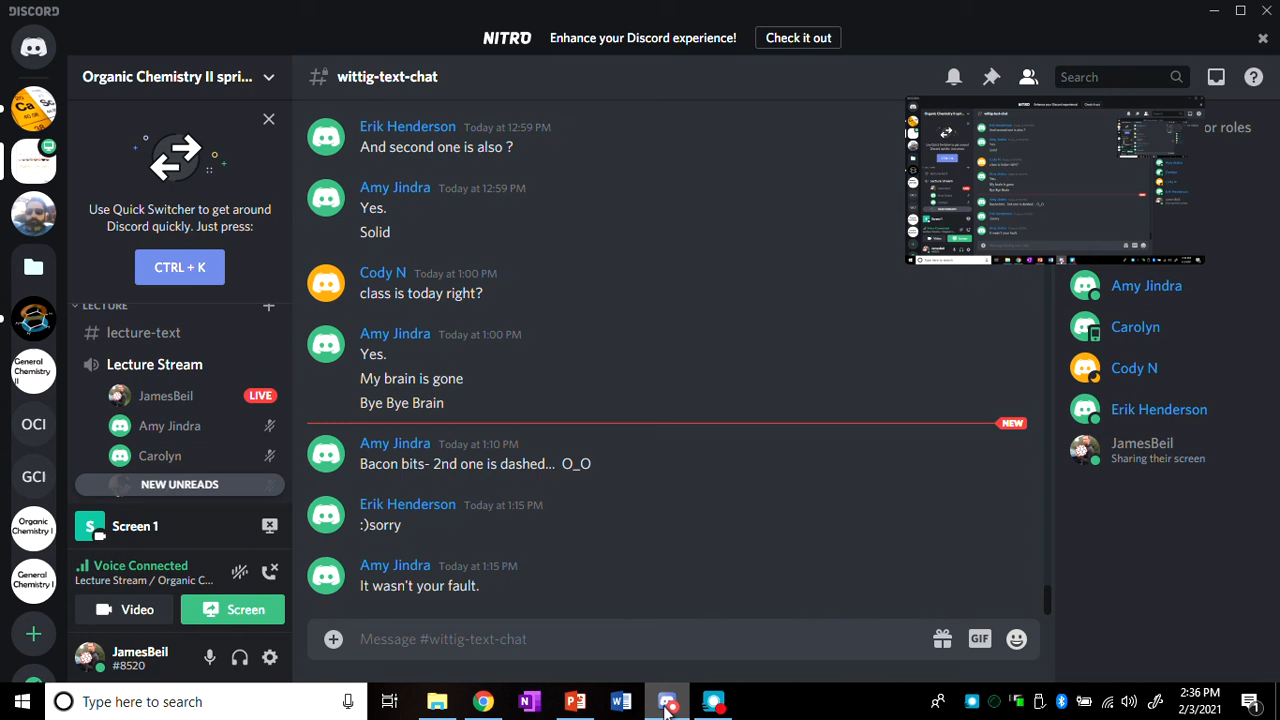 DISCORD
NITRO Enhance your Discord experience! Check it out
Organic Chemistry II spri...
wittig-text-chat
Search
Use Quick Switcher to get around
Discord quickly. Just press:
CTRL + K
LECTURE
lecture-text
Lecture Stream
JamesBeil LIVE
Amy Jindra
Carolyn
NEW UNREADS
Screen 1
Voice Connected
Lecture Stream / Organic C...
Video
Screen
JamesBeil
#8520
Ca
General
Chemistry
II
OCI
GCI
Organic
Chemistry I
General
Chemistry I
Erik Henderson Today at 12:59 PM
And second one is also ?
Amy Jindra Today at 12:59 PM
Yes.
Solid
Cody N Today at 1:00 PM
class is today right?
Amy Jindra Today at 1:00 PM
Yes.
My brain is gone
Bye Bye Brain
NEW
Amy Jindra Today at 1:10 PM
Bacon bits- 2nd one is dashed... O_O
Erik Henderson Today at 1:15 PM
:)sorry
Amy Jindra Today at 1:15 PM
It wasn't your fault.
Message #wittig-text-chat
GIF
or roles
Amy Jindra
Carolyn
Cody N
Erik Henderson
JamesBeil
Sharing their screen
Type here to search
2:36 PM
2/3/2021